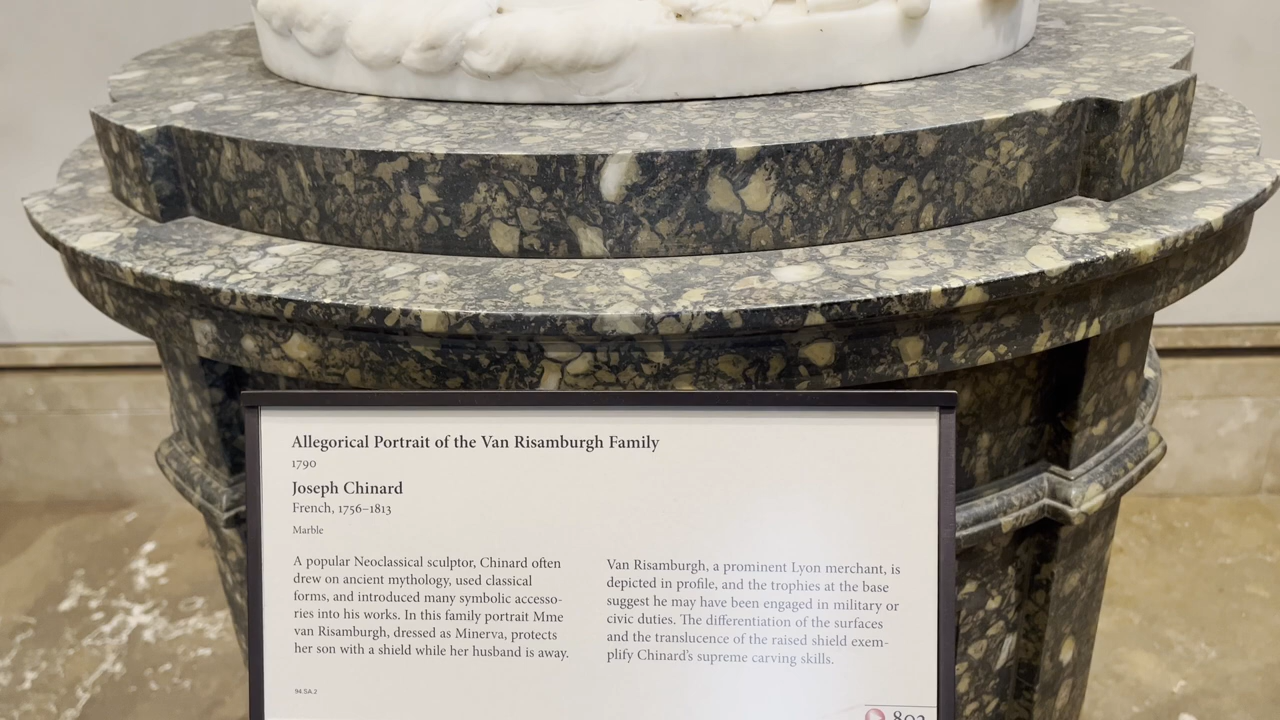 Allegorical Portrait of the Van Risamburgh Family
1790
Joseph Chinard
French, 1756–1813
Marble
A popular Neoclassical sculptor, Chinard often
drew on ancient mythology, used classical
forms, and introduced many symbolic accesso-
ries into his works. In this family portrait Mme
van Risamburgh, dressed as Minerva, protects
her son with a shield while her husband is away.
Van Risamburgh, a prominent Lyon merchant, is
depicted in profile, and the trophies at the base
suggest he may have been engaged in military or
civic duties. The differentiation of the surfaces
and the translucence of the raised shield exem-
plify Chinard's supreme carving skills.
94.SA.2